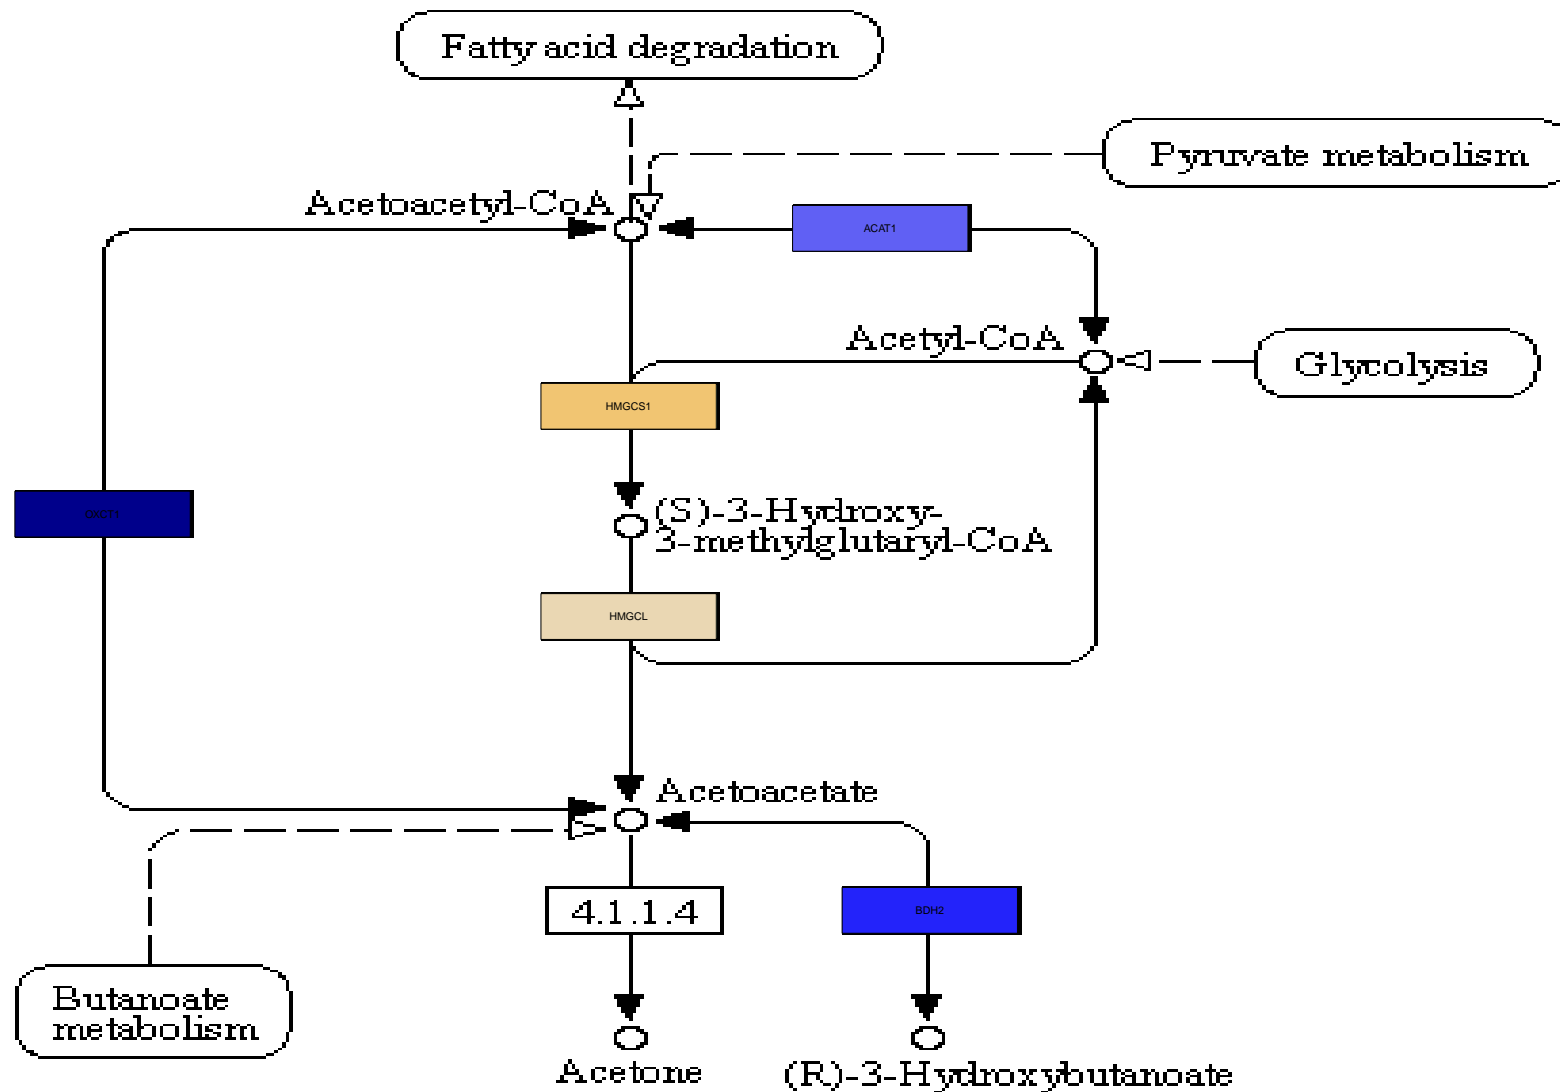 Fatty acid degradation
Pyruvate metabolism
Acetoacetyl-CoA
ACAT1
Acetyl-CoA
Glycolysis
HMGCS1
OXCT1
(S)-3-Hydroxy-
3-methylglutaryl-CoA
HMGCL
Acetoacetate
4.1.1.4
BDH2
Butanoate
metabolism
Acetone
(R)-3-Hydroxybutanoate